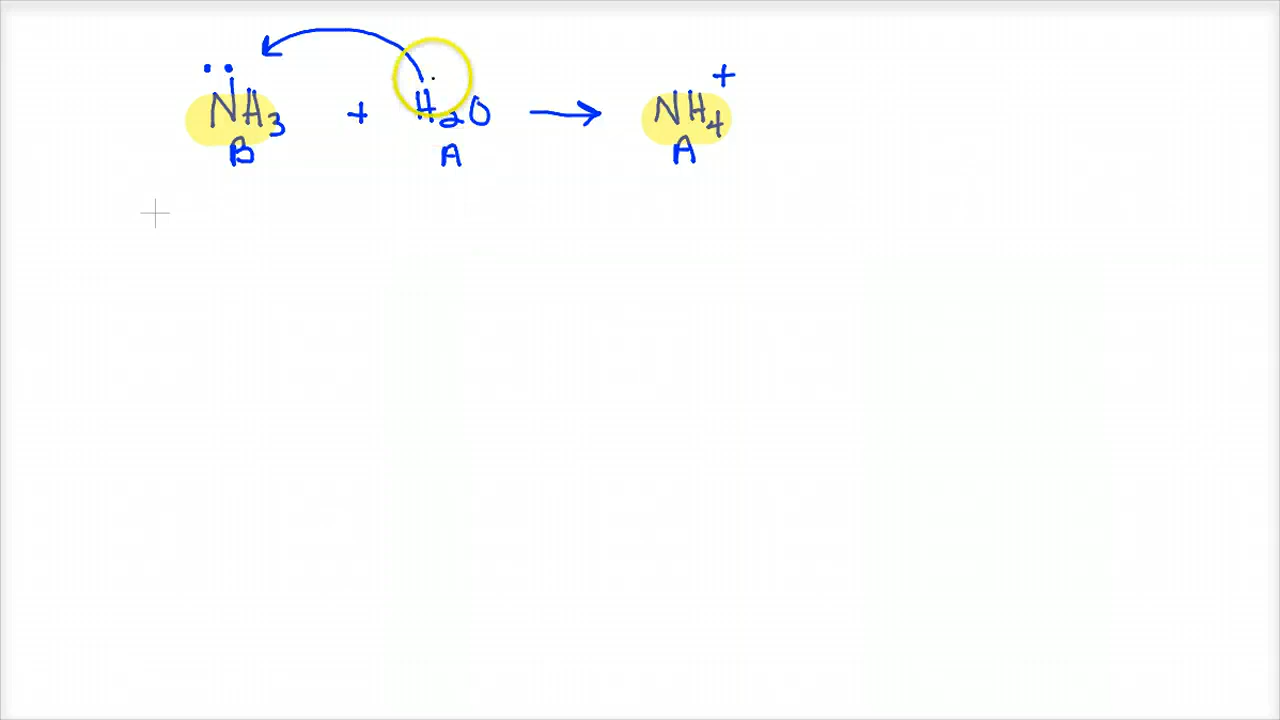 NH₃ + H₂O → NH₄⁺
B A A